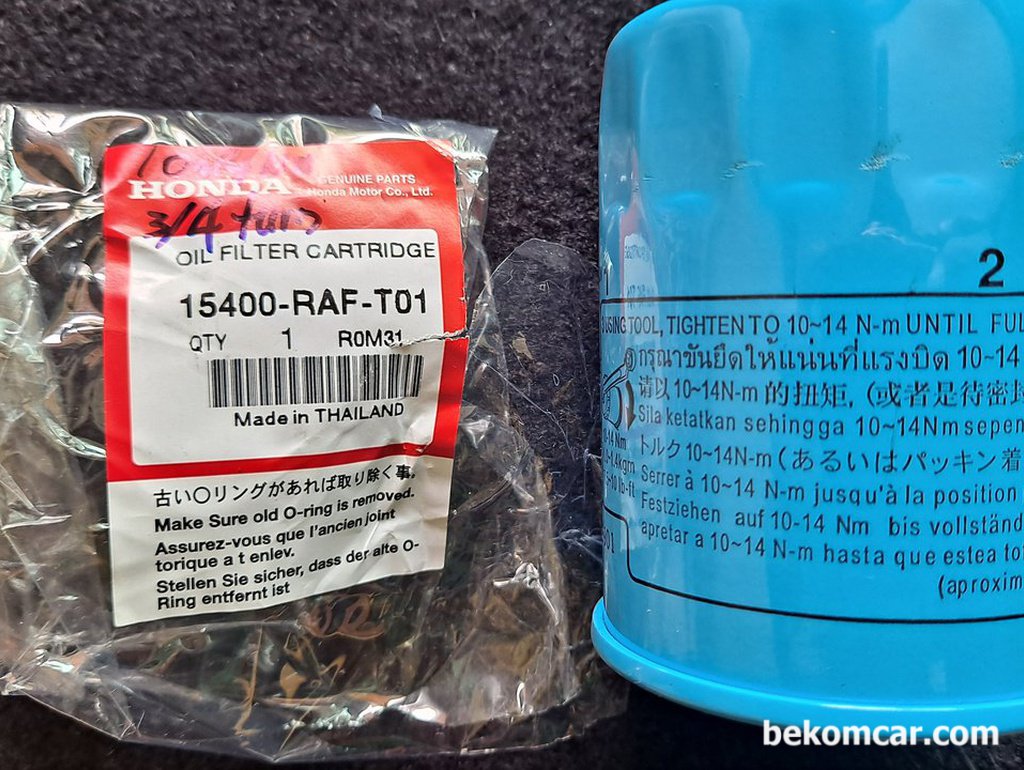 HONDA
GENUINE PARTS
Honda Motor Co., Ltd.
3/4 turn
OIL FILTER CARTRIDGE
15400-RAF-T01
QTY 1 R0M31
Made in THAILAND
古い〇リングがあれば取り除く事。
Make Sure old O-ring is removed.
Assurez-vous que l'ancien joint
torique a t enlev.
Stellen Sie sicher, dass der alte O-
Ring entfernt ist
2
USING TOOL, TIGHTEN TO 10~14 N-m UNTIL FUL
กรุณาขันยึดให้แน่นที่แรงบิด 10~14
请以 10~14N-m 的扭矩, (或者是待密封
Sila ketatkan sehingga 10~14Nm sepen
トルク 10~14N-m (あるいはパッキン着
Serrer à 10~14 N-m jusqu'à la position
Festziehen auf 10-14 Nm bis vollständ
apretar a 10~14 N-m hasta que estea to
(aproxim
10-14 Nm
bekomcar.com